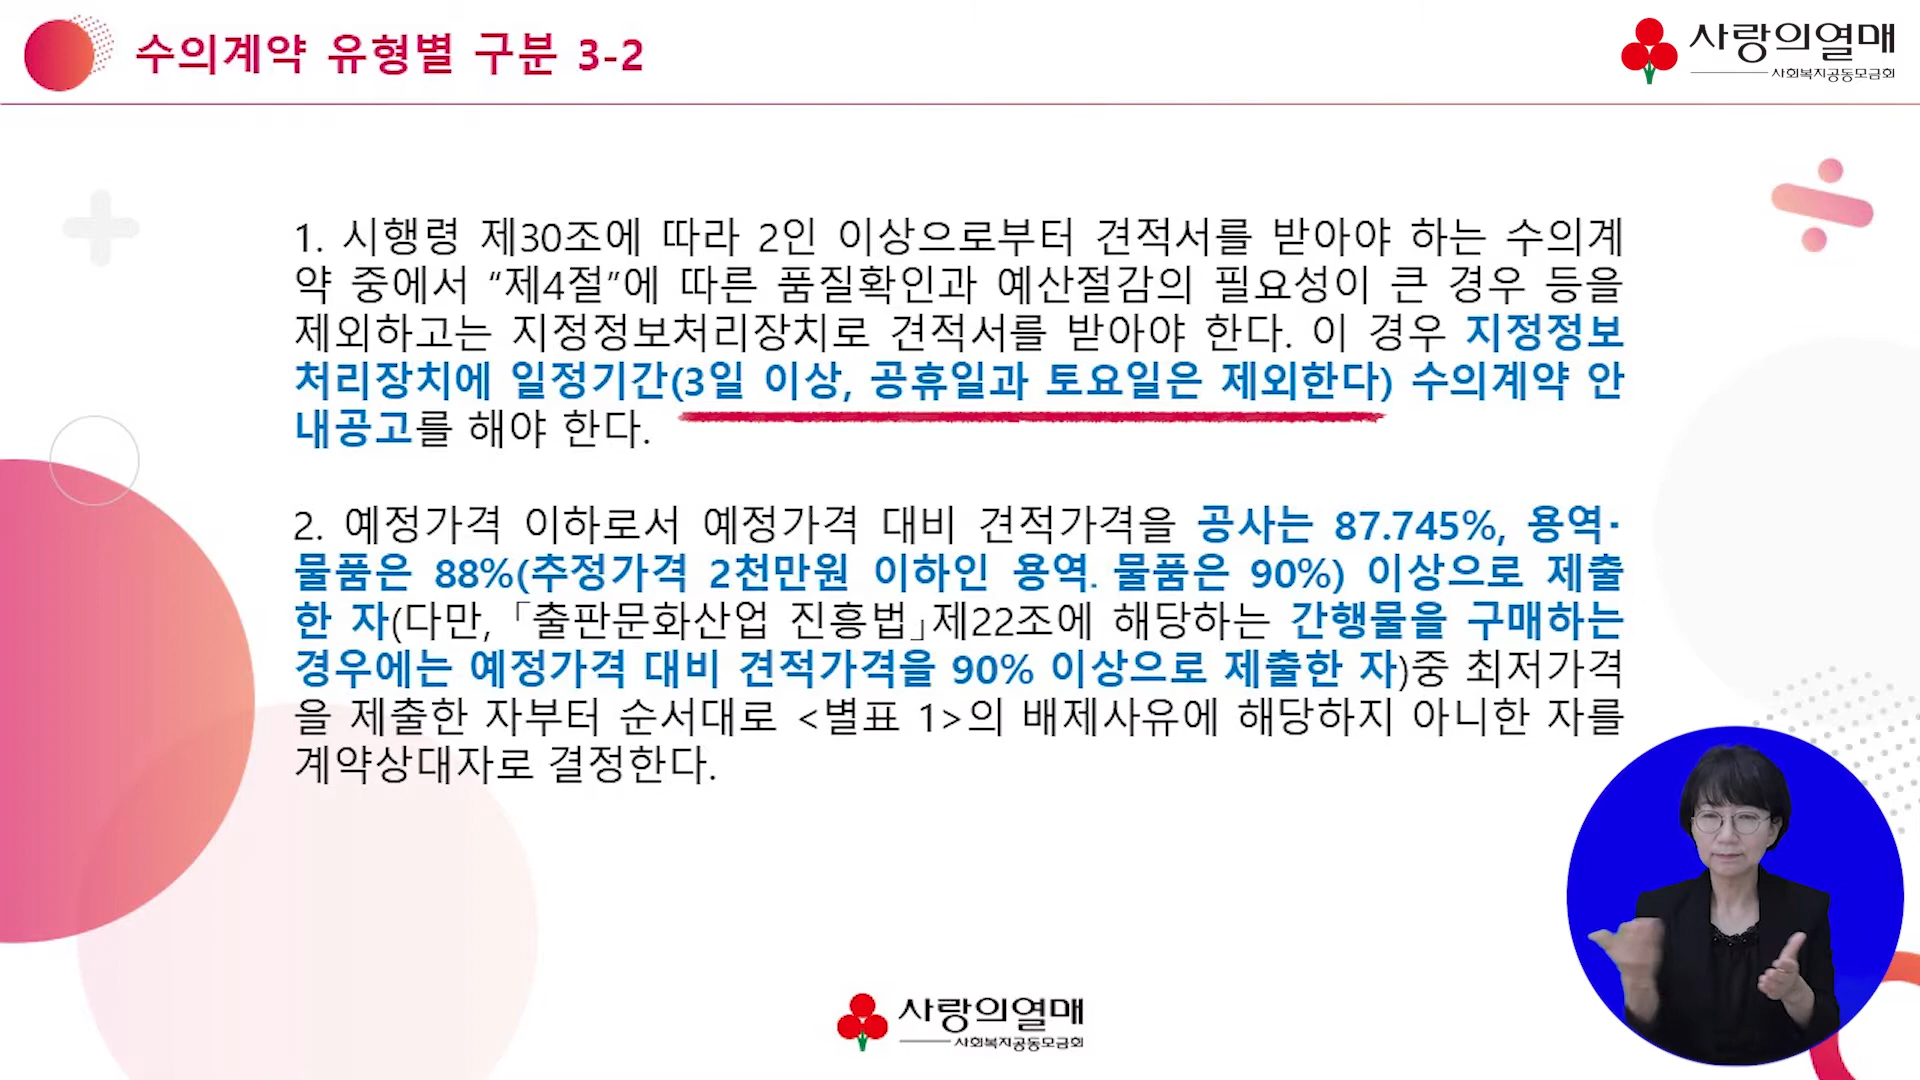 수의계약 유형별 구분 3-2
사랑의열매
사회복지공동모금회
1. 시행령 제30조에 따라 2인 이상으로부터 견적서를 받아야 하는 수의계
약 중에서 “제4절”에 따른 품질확인과 예산절감의 필요성이 큰 경우 등을
제외하고는 지정정보처리장치로 견적서를 받아야 한다. 이 경우 지정정보
처리장치에 일정기간(3일 이상, 공휴일과 토요일은 제외한다) 수의계약 안
내공고를 해야 한다.
2. 예정가격 이하로서 예정가격 대비 견적가격을 공사는 87.745%, 용역·
물품은 88%(추정가격 2천만원 이하인 용역. 물품은 90%) 이상으로 제출
한 자(다만, 「출판문화산업 진흥법」제22조에 해당하는 간행물을 구매하는
경우에는 예정가격 대비 견적가격을 90% 이상으로 제출한 자)중 최저가격
을 제출한 자부터 순서대로 <별표 1>의 배제사유에 해당하지 아니한 자를
계약상대자로 결정한다.
사랑의열매
사회복지공동모금회